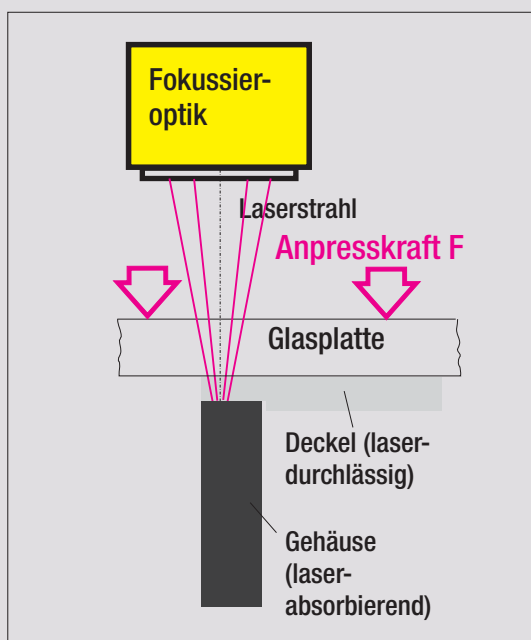 Fokussier-
optik
Laserstrahl
Anpresskraft F
Glasplatte
Deckel (laser-
durchlässig)
Gehäuse
(laser-
absorbierend)